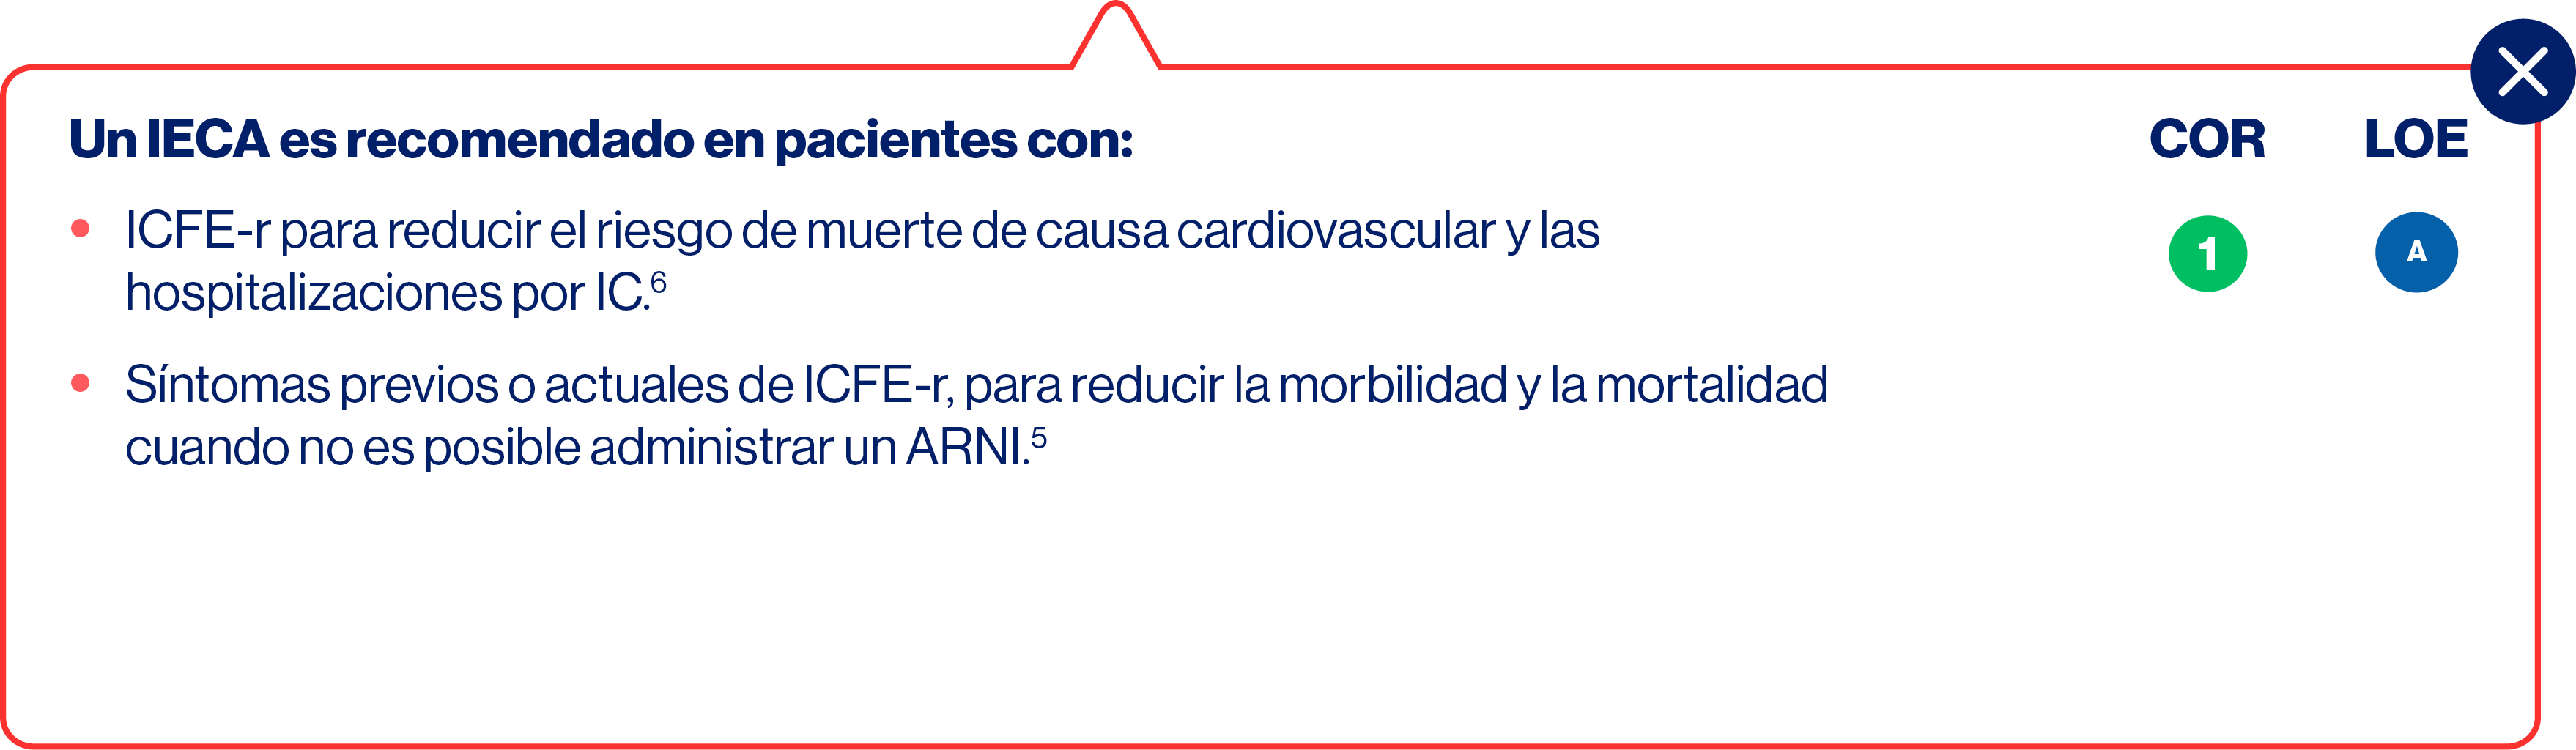 Un IECA es recomendado en pacientes con:
COR LOE
• ICFE-r para reducir el riesgo de muerte de causa cardiovascular y las
hospitalizaciones por IC.⁶
1 A
• Síntomas previos o actuales de ICFE-r, para reducir la morbilidad y la mortalidad
cuando no es posible administrar un ARNI.⁵